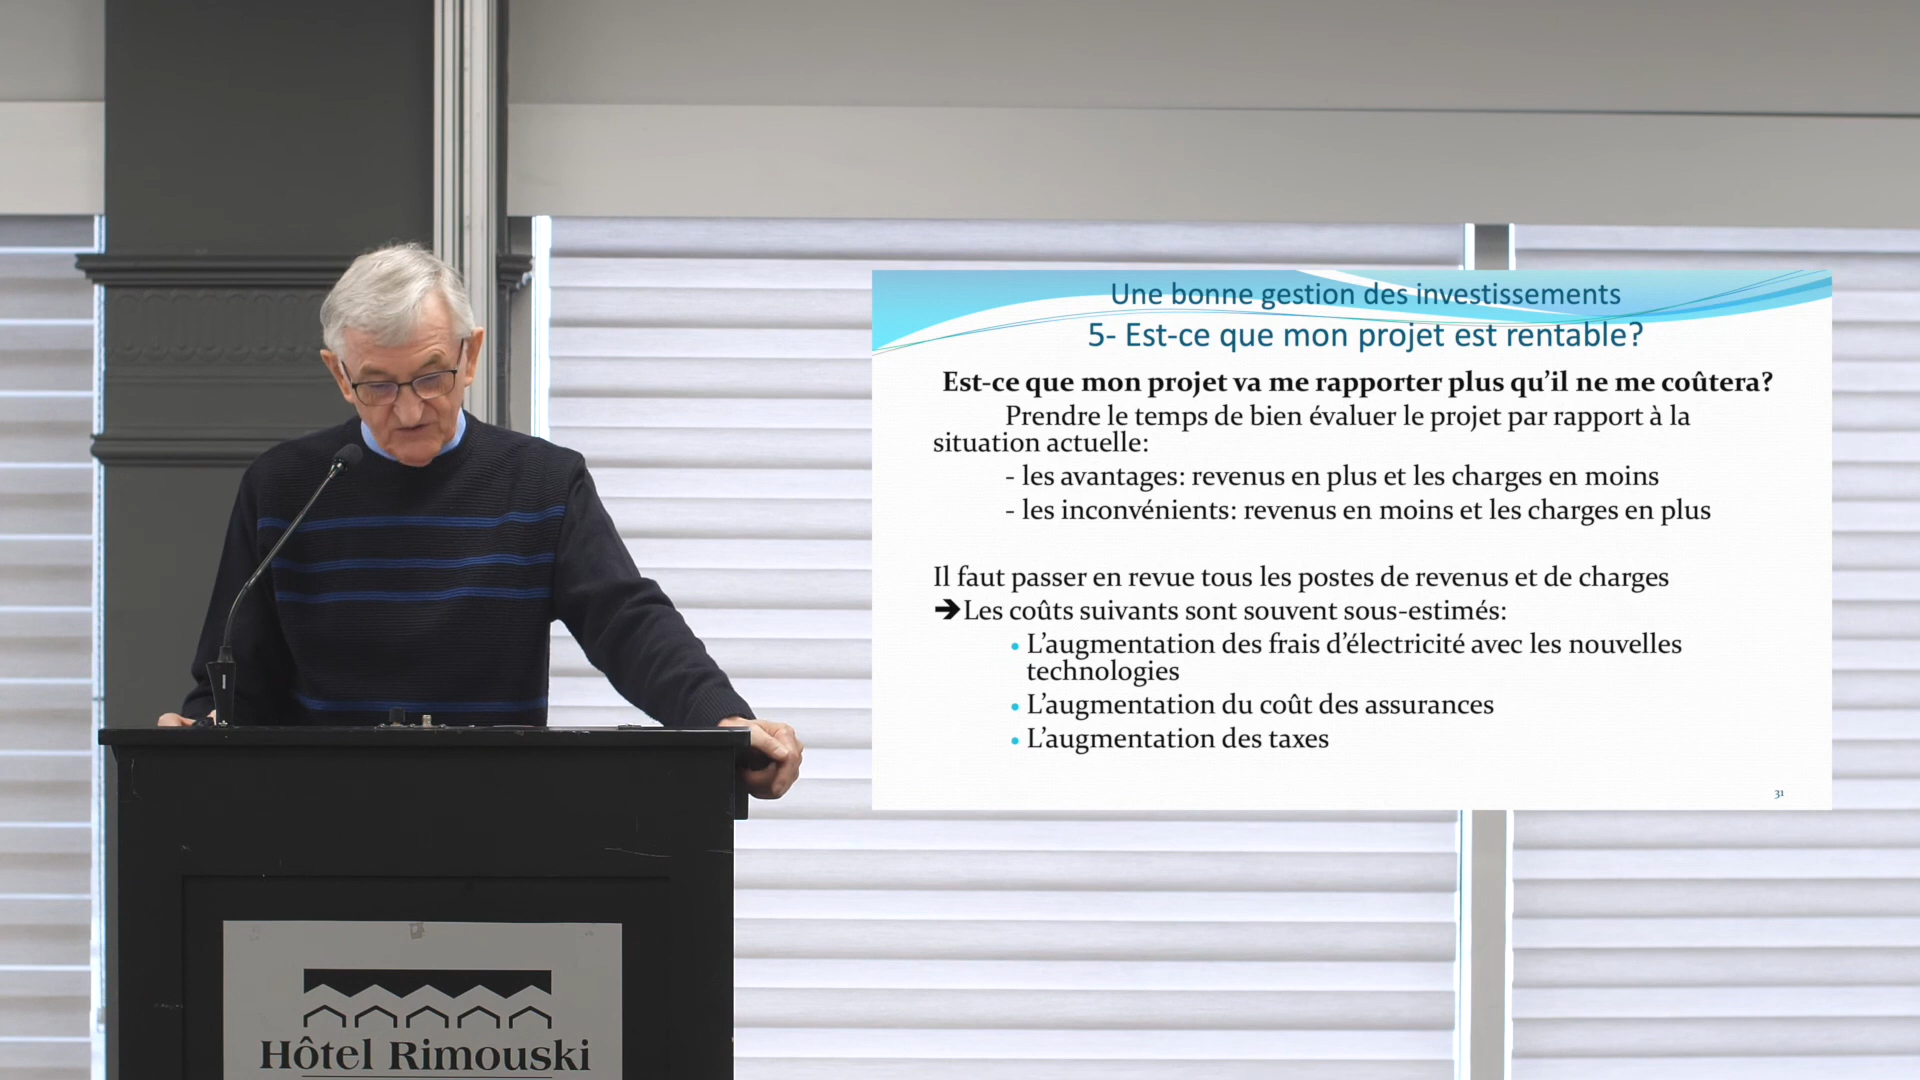 Une bonne gestion des investissements
5- Est-ce que mon projet est rentable?
Est-ce que mon projet va me rapporter plus qu’il ne me coûtera?
Prendre le temps de bien évaluer le projet par rapport à la
situation actuelle:
- les avantages: revenus en plus et les charges en moins
- les inconvénients: revenus en moins et les charges en plus
Il faut passer en revue tous les postes de revenus et de charges
➔Les coûts suivants sont souvent sous-estimés:
• L’augmentation des frais d’électricité avec les nouvelles
technologies
• L’augmentation du coût des assurances
• L’augmentation des taxes
31
Hôtel Rimouski